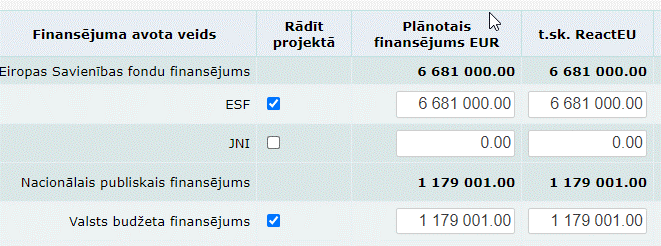 Finansējuma avota veids Rādīt projektā Plānotais finansējums EUR t.sk. ReactEU
Eiropas Savienības fondu finansējums 6 681 000.00 6 681 000.00
ESF 6 681 000.00 6 681 000.00
JNI 0.00 0.00
Nacionālais publiskais finansējums 1 179 001.00 1 179 001.00
Valsts budžeta finansējums 1 179 001.00 1 179 001.00